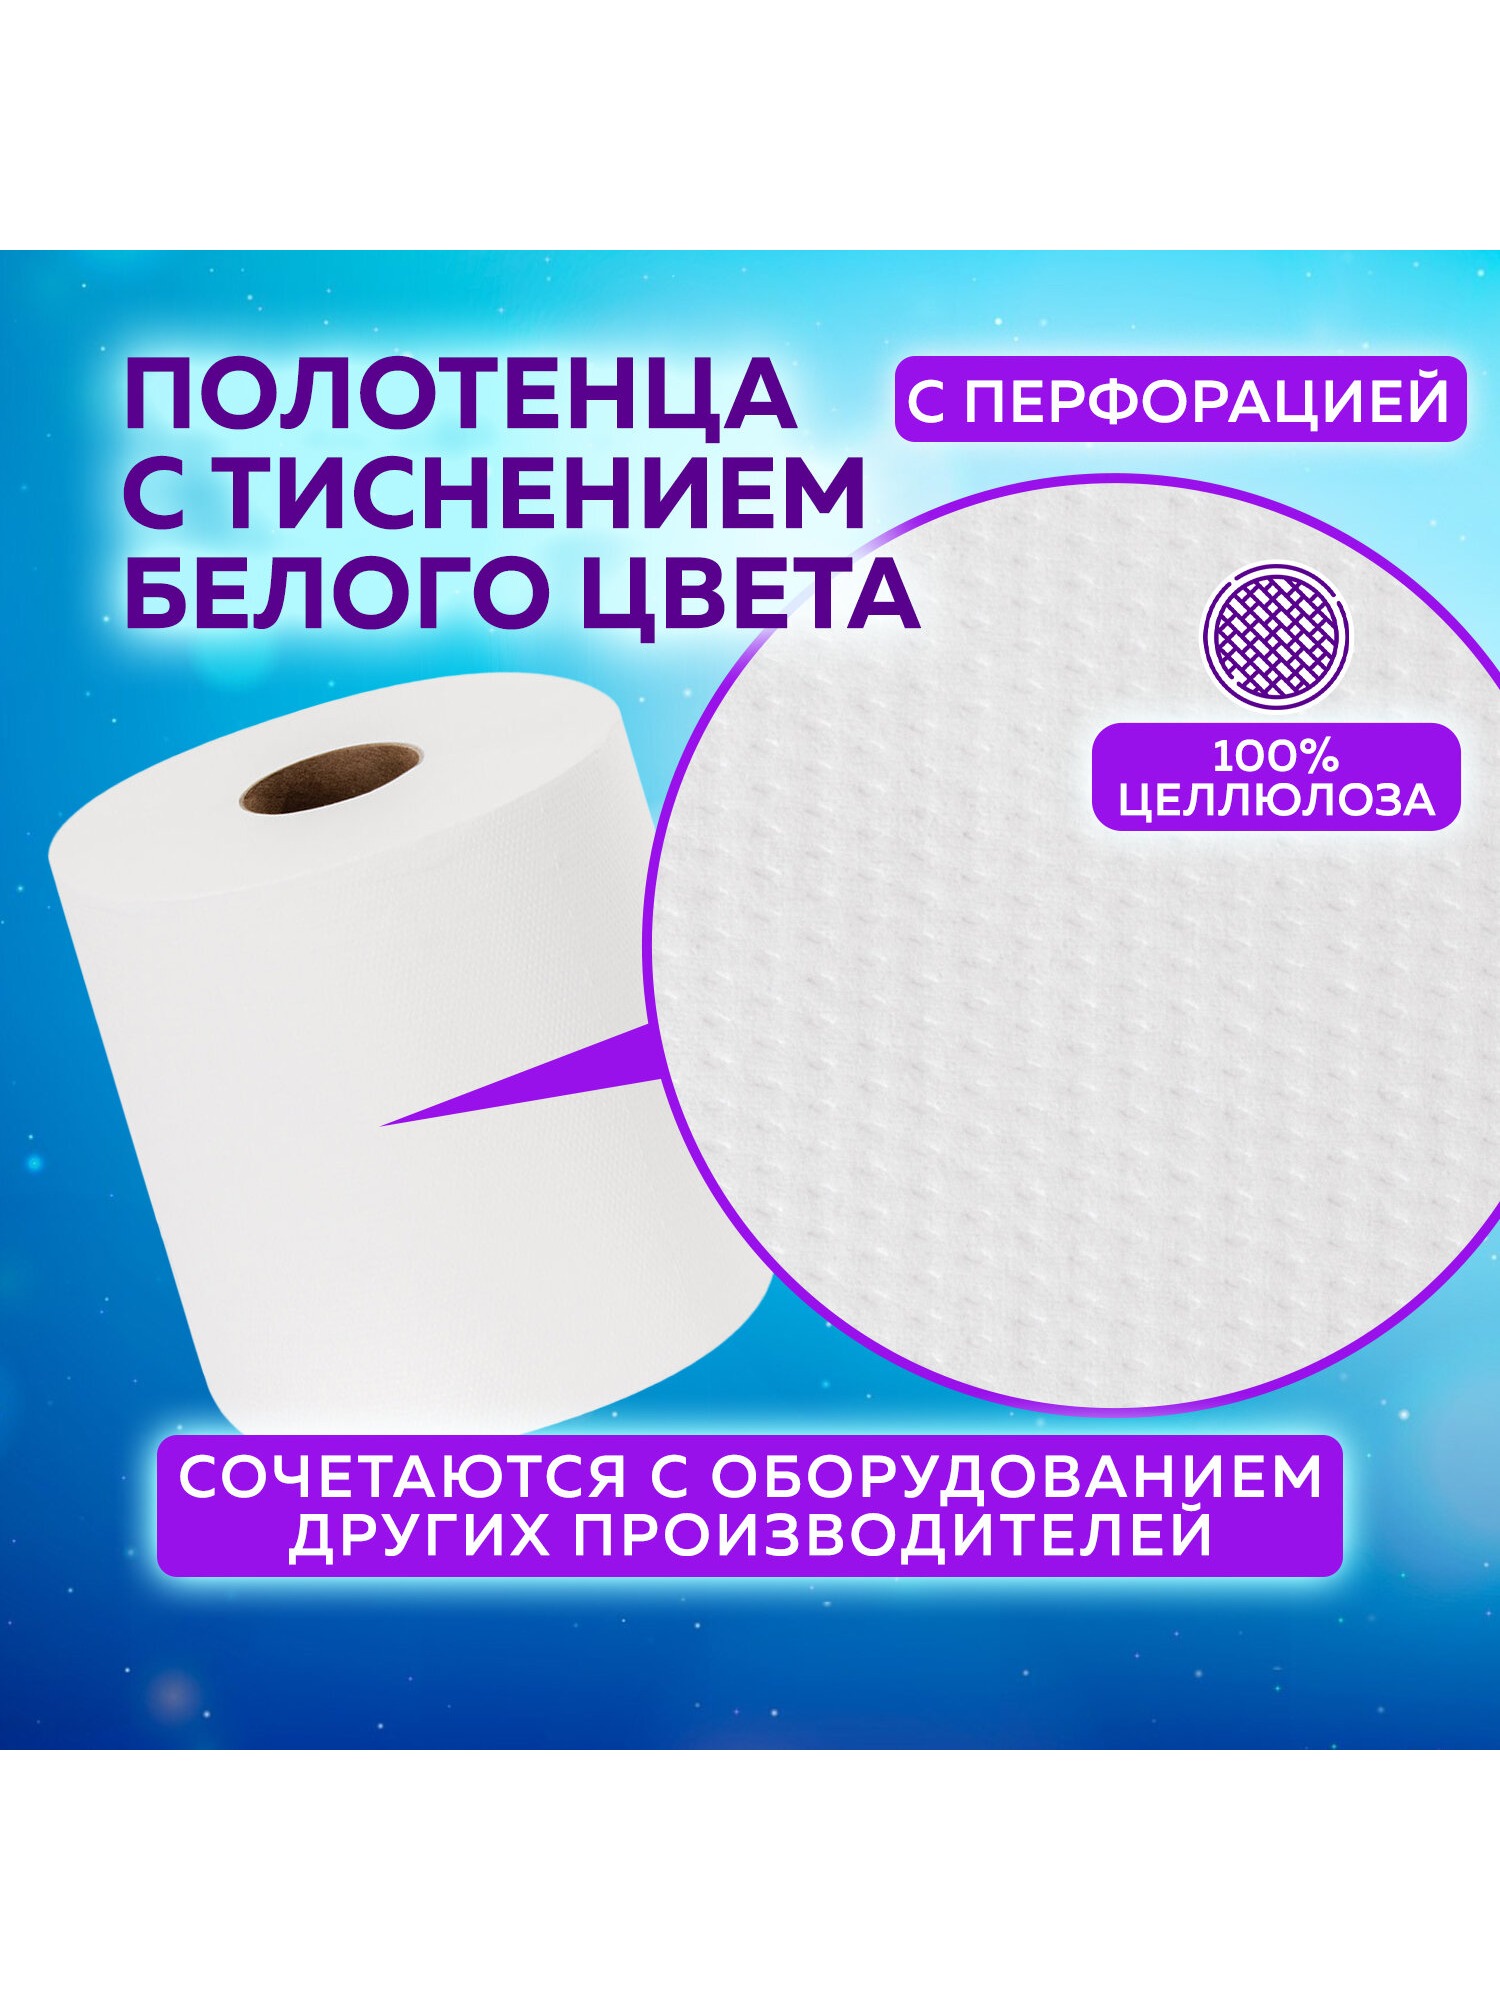 ПОЛОТЕНЦА
С ТИСНЕНИЕМ
БЕЛОГО ЦВЕТА
С ПЕРФОРАЦИЕЙ
100%
ЦЕЛЛЮЛОЗА
СОЧЕТАЮТСЯ С ОБОРУДОВАНИЕМ
ДРУГИХ ПРОИЗВОДИТЕЛЕЙ